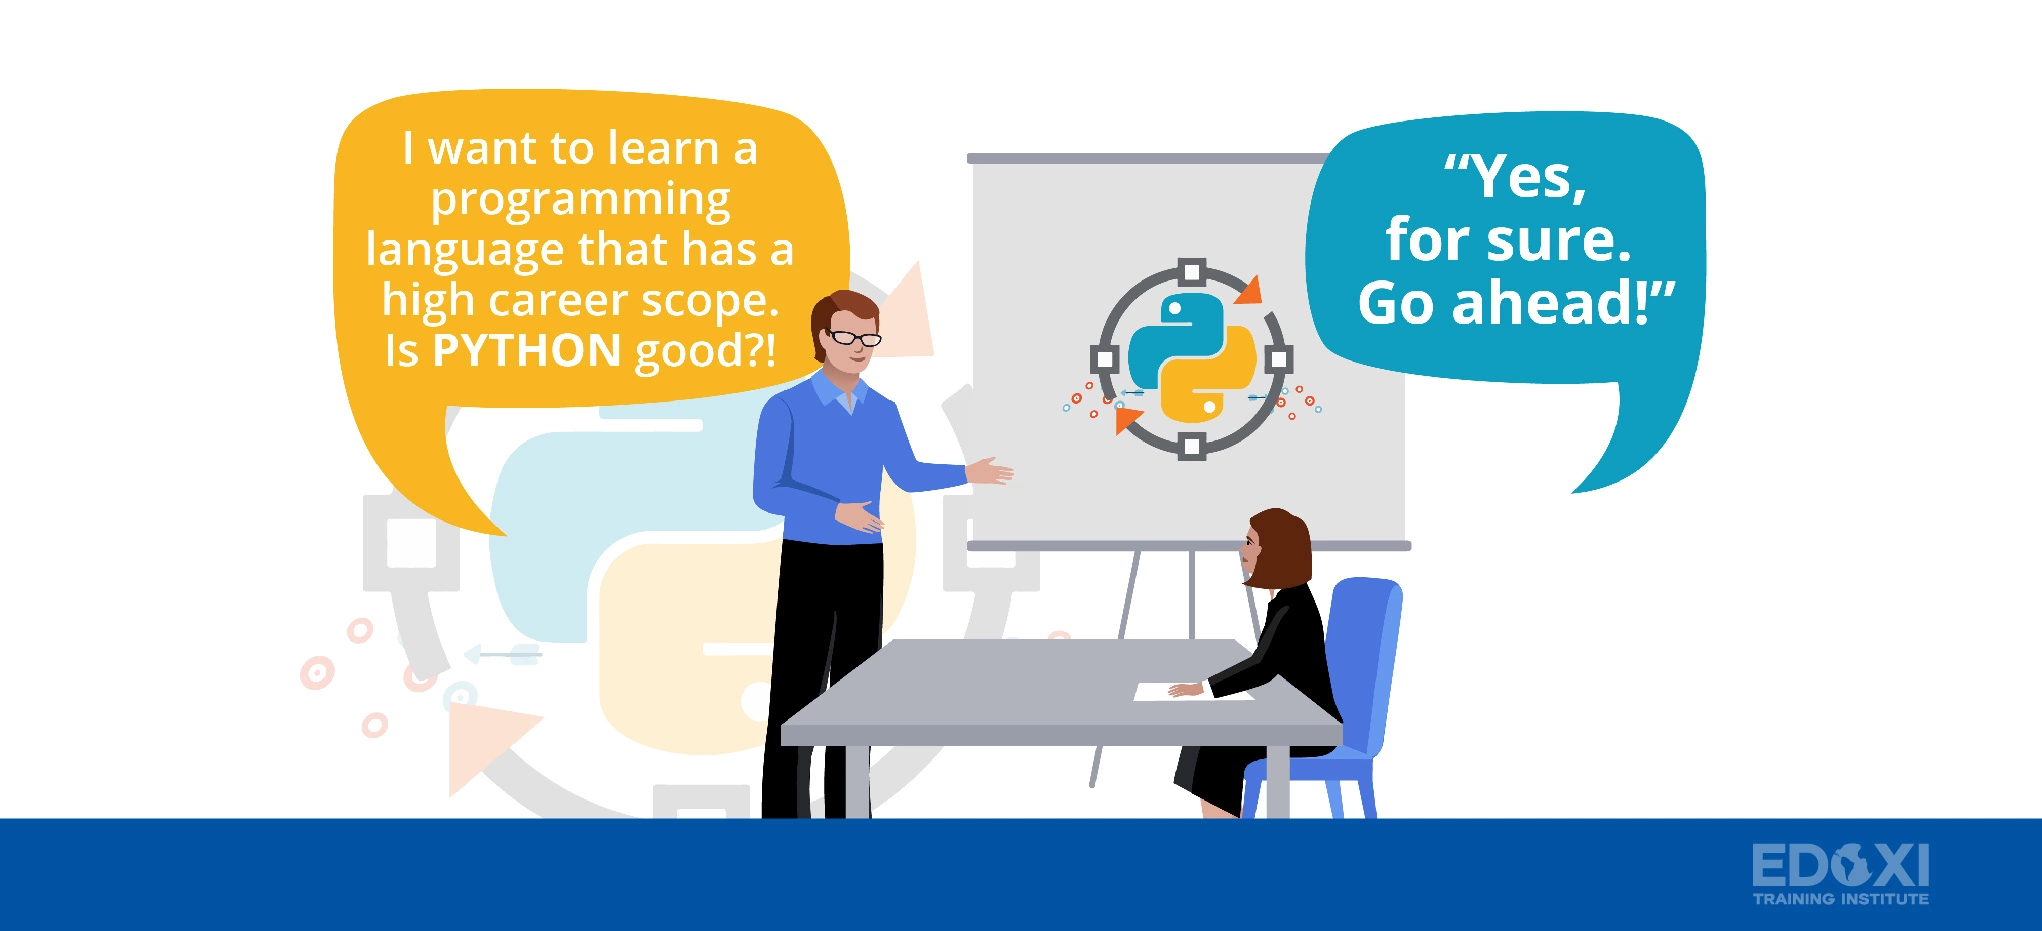 I want to learn a
programming
language that has a
high career scope.
Is PYTHON good?!
“Yes,
for sure.
Go ahead!”
EDOXI
TRAINING INSTITUTE